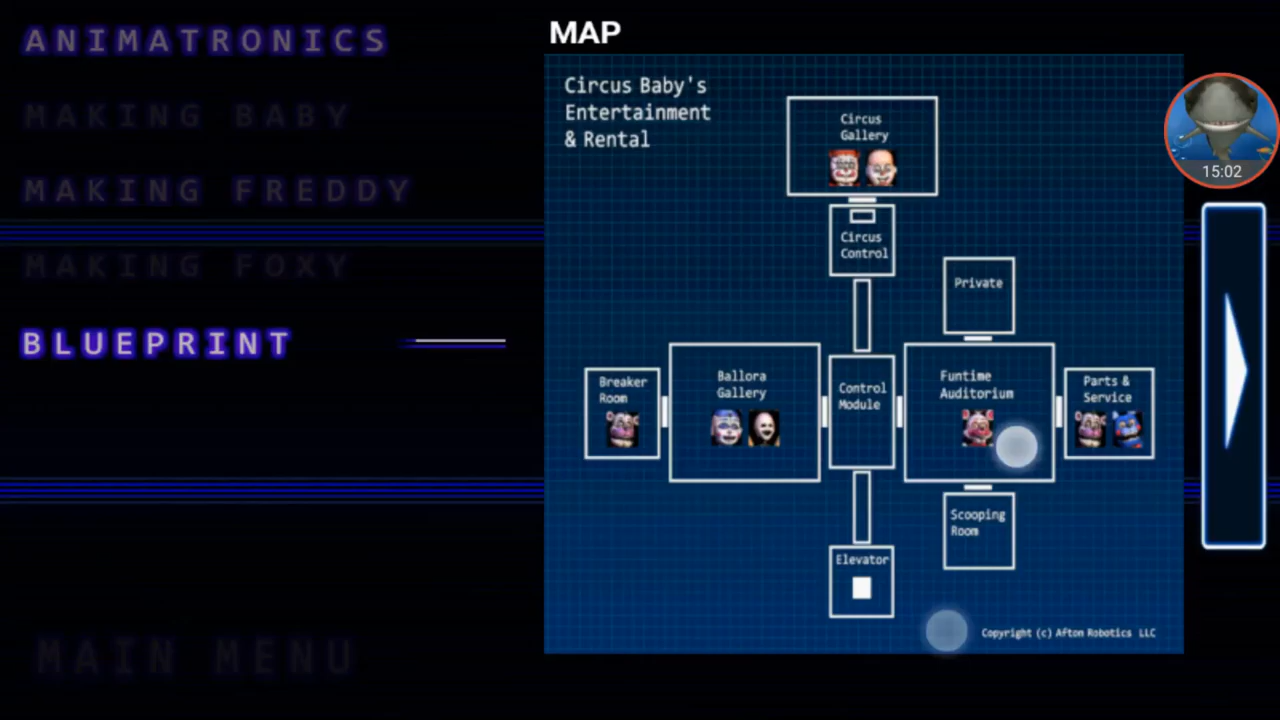 ANIMATRONICS
MAKING BABY
MAKING FREDDY
MAKING FOXY
BLUEPRINT
MAIN MENU
MAP
Circus Baby's
Entertainment
& Rental
Circus
Gallery
Circus
Control
Private
Breaker
Room
Ballora
Gallery
Control
Module
Funtime
Auditorium
Parts &
Service
Scooping
Room
Elevator
Copyright (c) Afton Robotics LLC
15:02